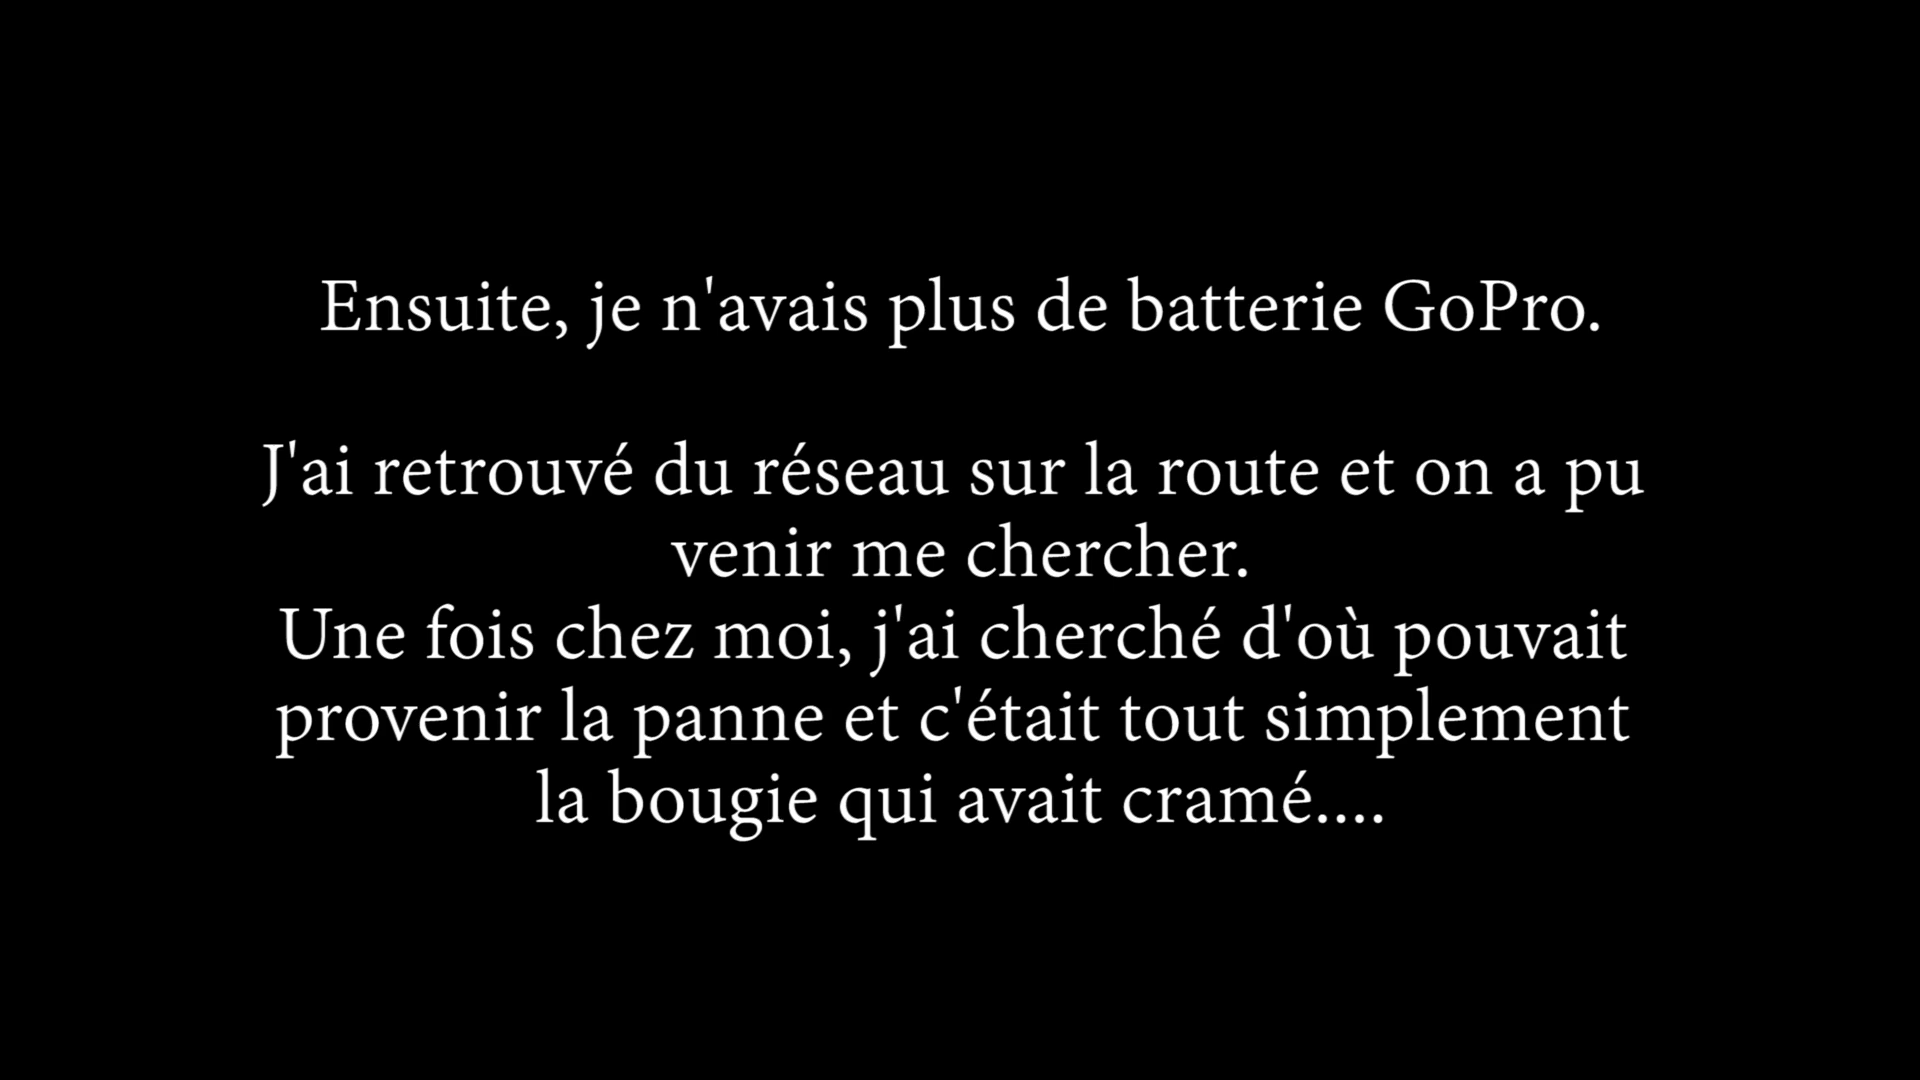 Ensuite, je n'avais plus de batterie GoPro.
J'ai retrouvé du réseau sur la route et on a pu
venir me chercher.
Une fois chez moi, j'ai cherché d'où pouvait
provenir la panne et c'était tout simplement
la bougie qui avait cramé....